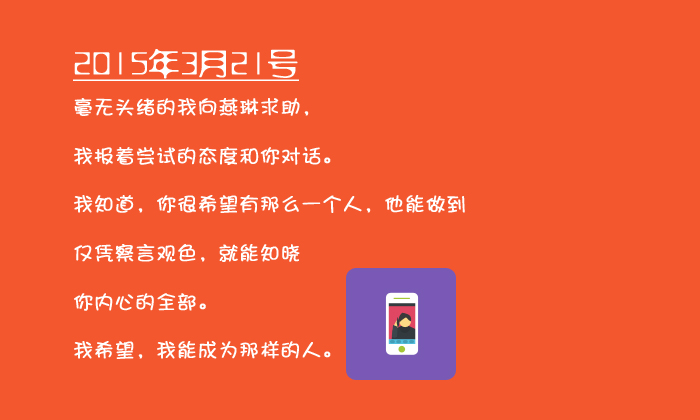 2015年3月21号
毫无头绪的我向燕琳求助，
我报着尝试的态度和你对话。
我知道，你很希望有那么一个人，他能做到
仅凭察言观色，就能知晓
你内心的全部。
我希望，我能成为那样的人。